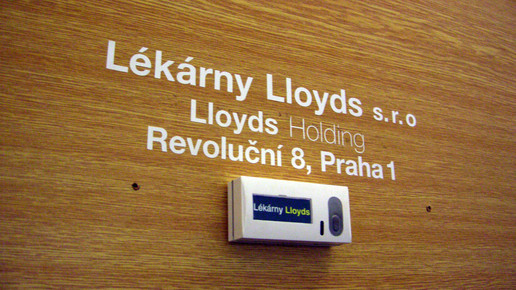 Lékárny Lloyds s.r.o
Lloyds Holding
Revoluční 8, Praha 1
Lékárny Lloyds